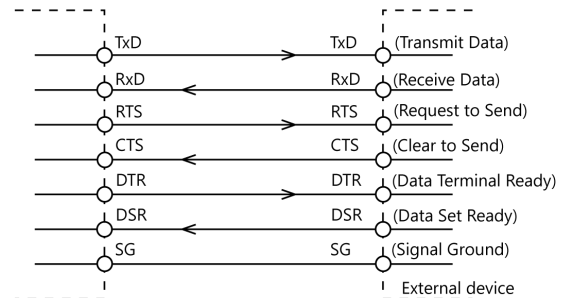 TxD TxD (Transmit Data)
RxD RxD (Receive Data)
RTS RTS (Request to Send)
CTS CTS (Clear to Send)
DTR DTR (Data Terminal Ready)
DSR DSR (Data Set Ready)
SG SG (Signal Ground)
External device